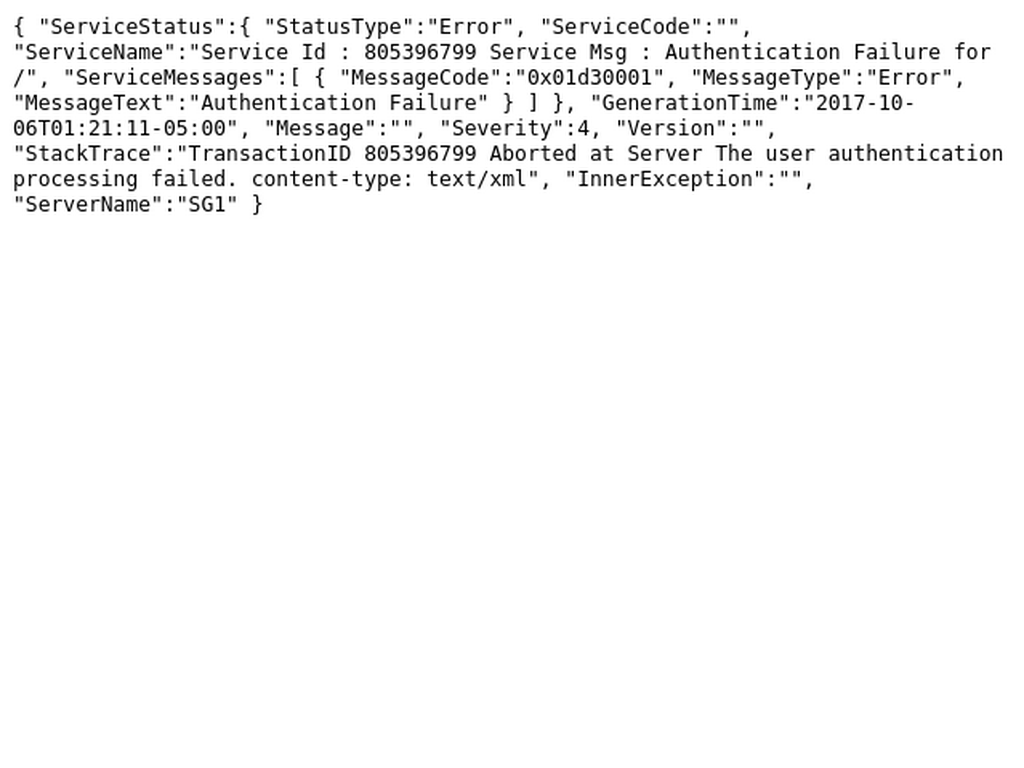 { "ServiceStatus":{ "StatusType":"Error", "ServiceCode":"",
"ServiceName":"Service Id : 805396799 Service Msg : Authentication Failure for
/", "ServiceMessages":[ { "MessageCode":"0x01d30001", "MessageType":"Error",
"MessageText":"Authentication Failure" } ] }, "GenerationTime":"2017-10-
06T01:21:11-05:00", "Message":"", "Severity":4, "Version":"",
"StackTrace":"TransactionID 805396799 Aborted at Server The user authentication
processing failed. content-type: text/xml", "InnerException":"",
"ServerName":"SG1" }